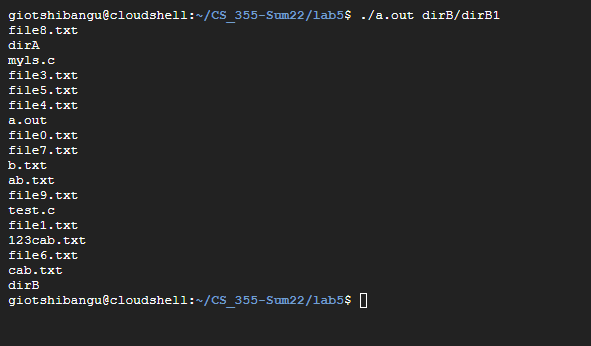 giotshibangu@cloudshell:~/CS_355-Sum22/lab5$ ./a.out dirB/dirB1
file8.txt
dirA
myls.c
file3.txt
file5.txt
file4.txt
a.out
file0.txt
file7.txt
b.txt
ab.txt
file9.txt
test.c
file1.txt
123cab.txt
file6.txt
cab.txt
dirB
giotshibangu@cloudshell:~/CS_355-Sum22/lab5$